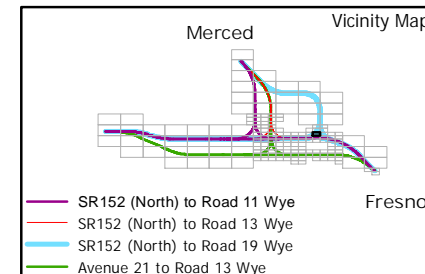 Vicinity Map
Merced
Fresno
SR152 (North) to Road 11 Wye
SR152 (North) to Road 13 Wye
SR152 (North) to Road 19 Wye
Avenue 21 to Road 13 Wye